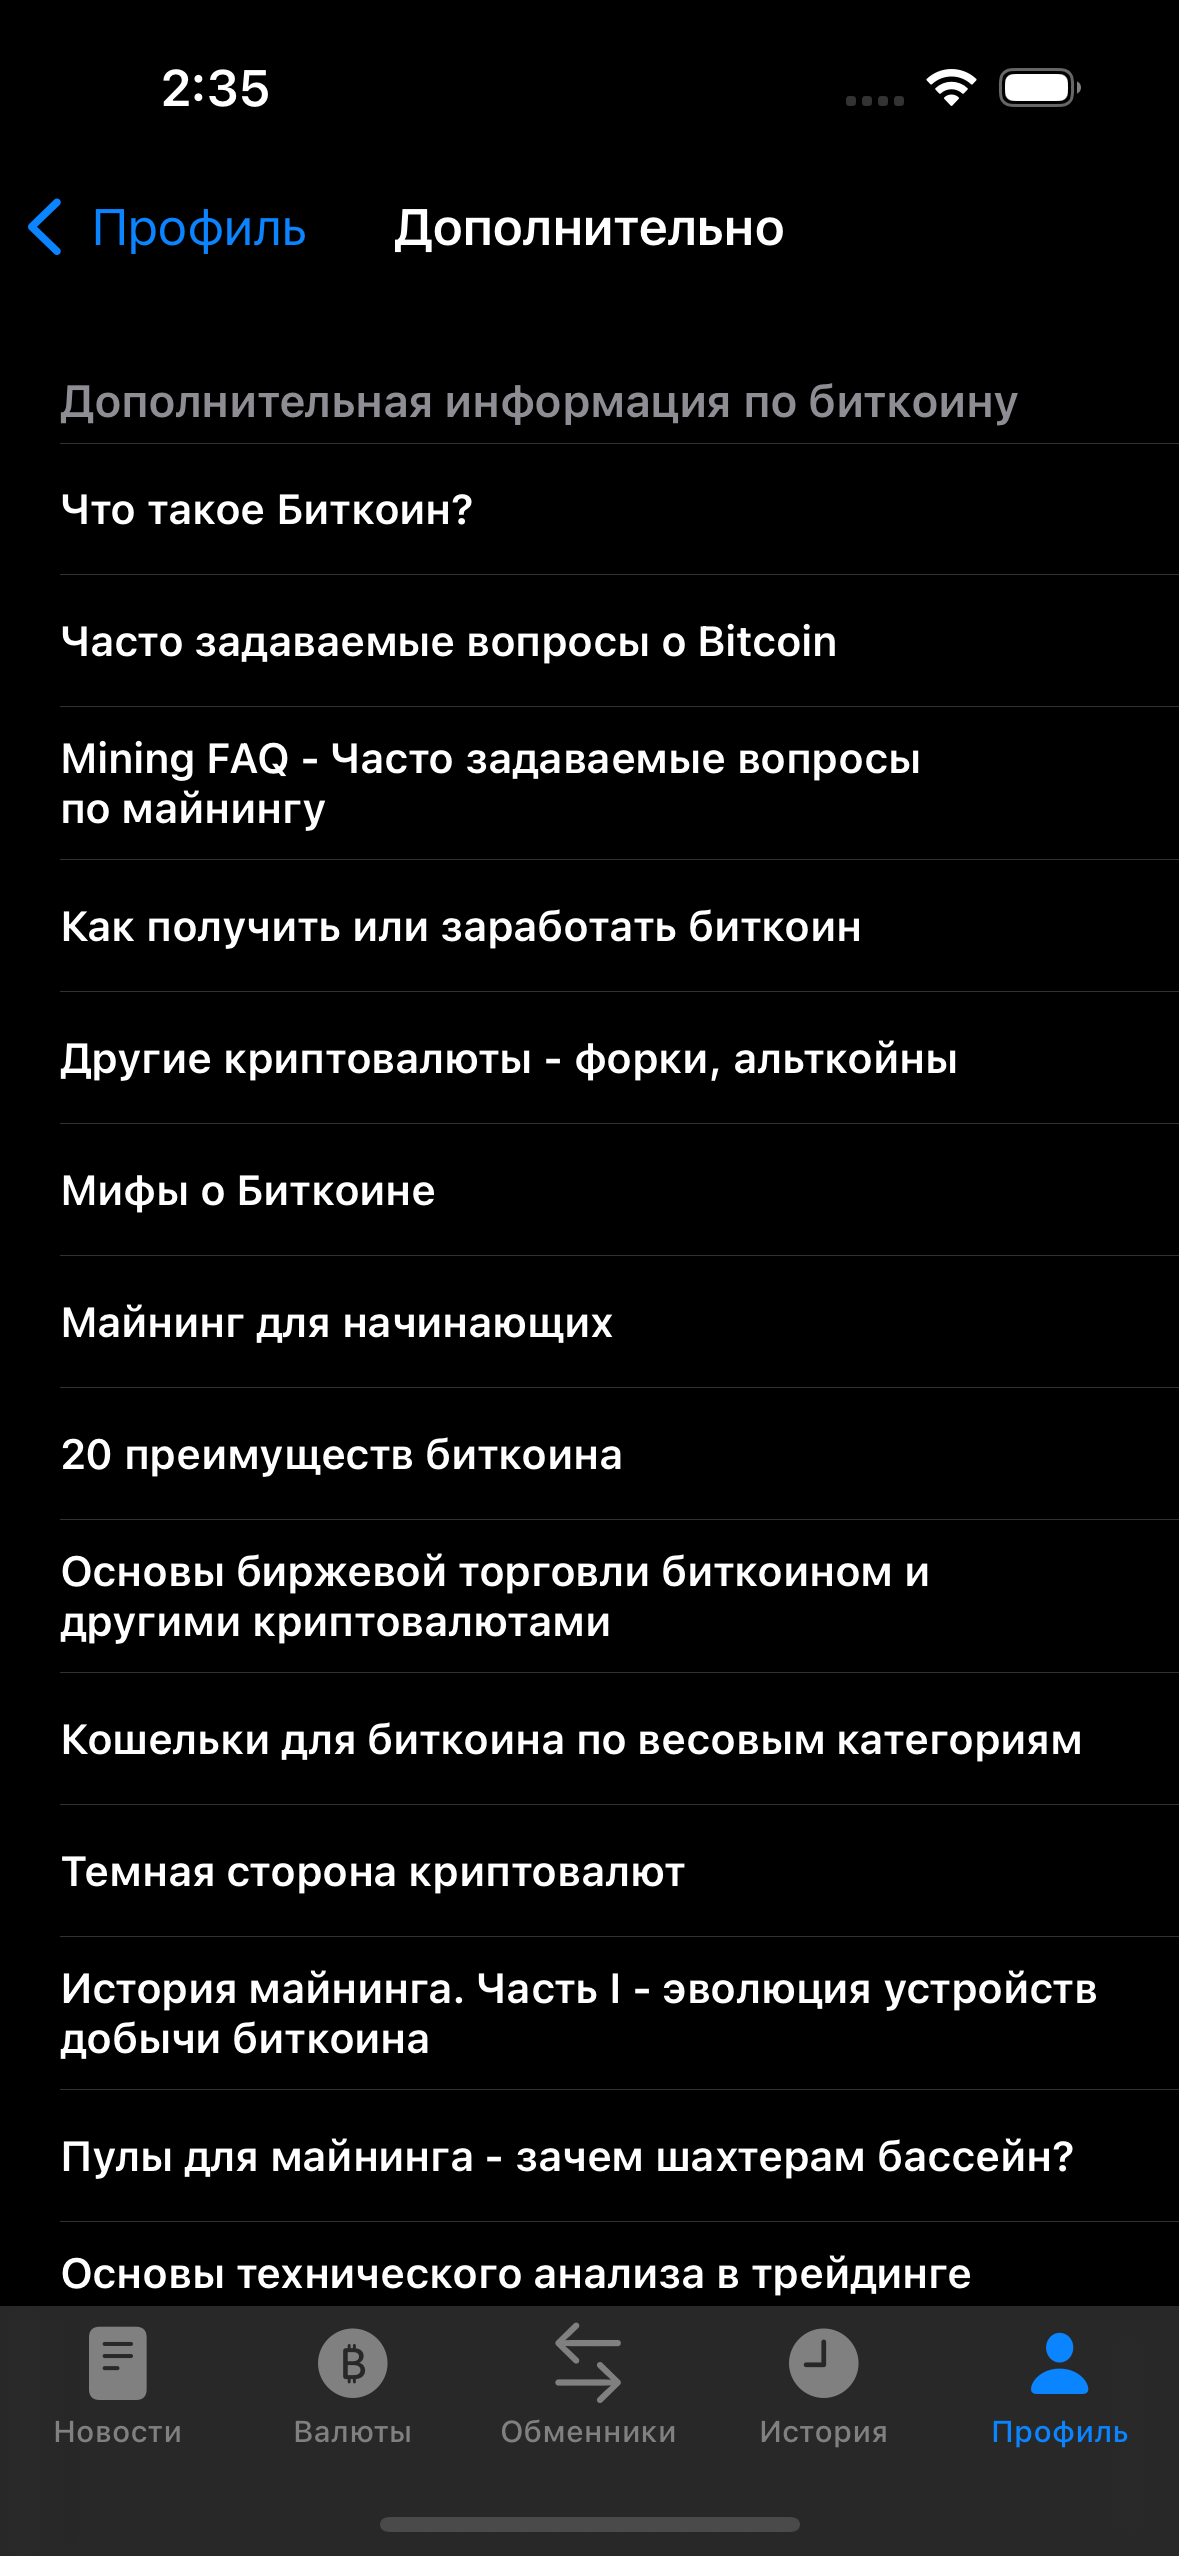 2:35
Профиль
Дополнительно
Дополнительная информация по биткоину
Что такое Биткоин?
Часто задаваемые вопросы о Bitcoin
Mining FAQ - Часто задаваемые вопросы
по майнингу
Как получить или заработать биткоин
Другие криптовалюты - форки, альткойны
Мифы о Биткоине
Майнинг для начинающих
20 преимуществ биткоина
Основы биржевой торговли биткоином и
другими криптовалютами
Кошельки для биткоина по весовым категориям
Темная сторона криптовалют
История майнинга. Часть I - эволюция устройств
добычи биткоина
Пулы для майнинга - зачем шахтерам бассейн?
Основы технического анализа в трейдинге
Новости
Валюты
Обменники
История
Профиль